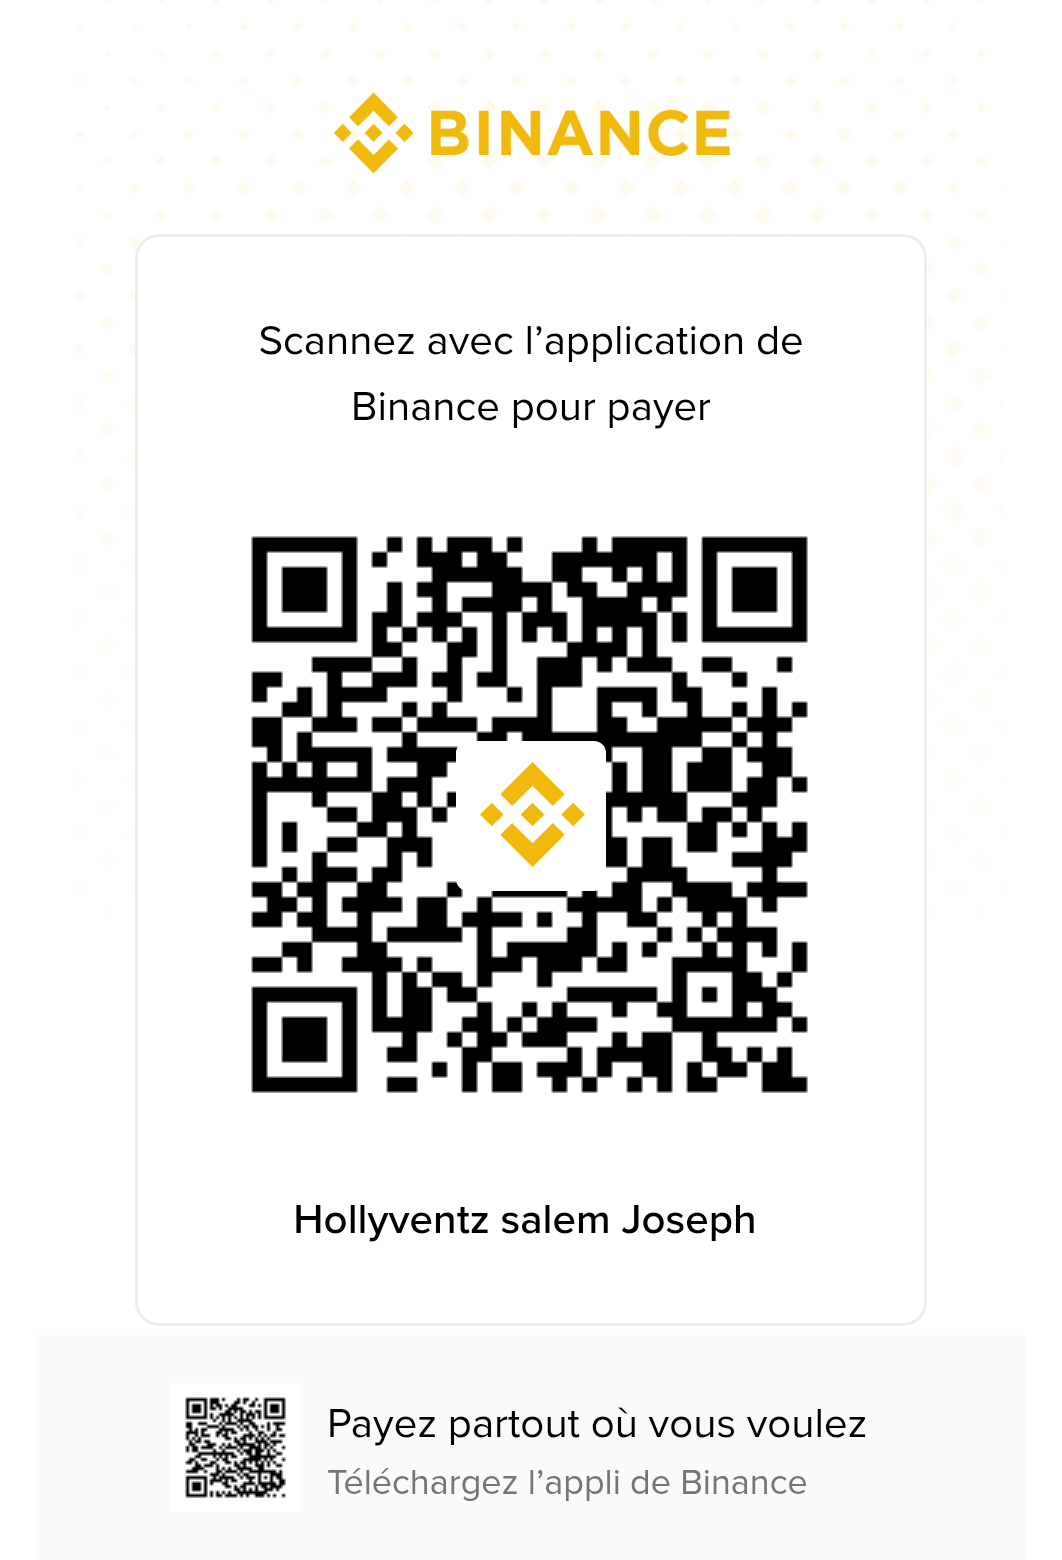 BINANCE
Scannez avec l’application de
Binance pour payer
Hollyventz salem Joseph
Payez partout où vous voulez
Téléchargez l’appli de Binance